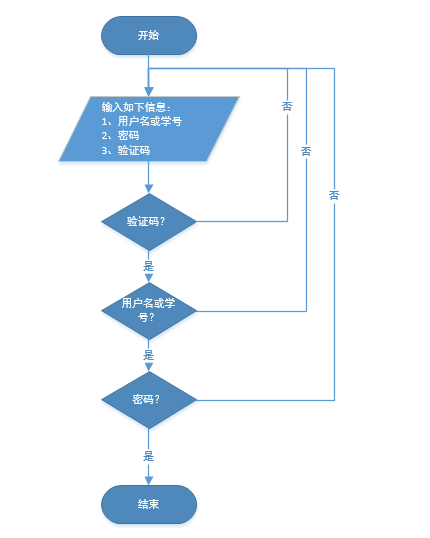 开始
输入如下信息：
1、用户名或学号
2、密码
3、验证码
否
否
否
验证码？
是
用户名或学
号？
是
密码？
是
结束